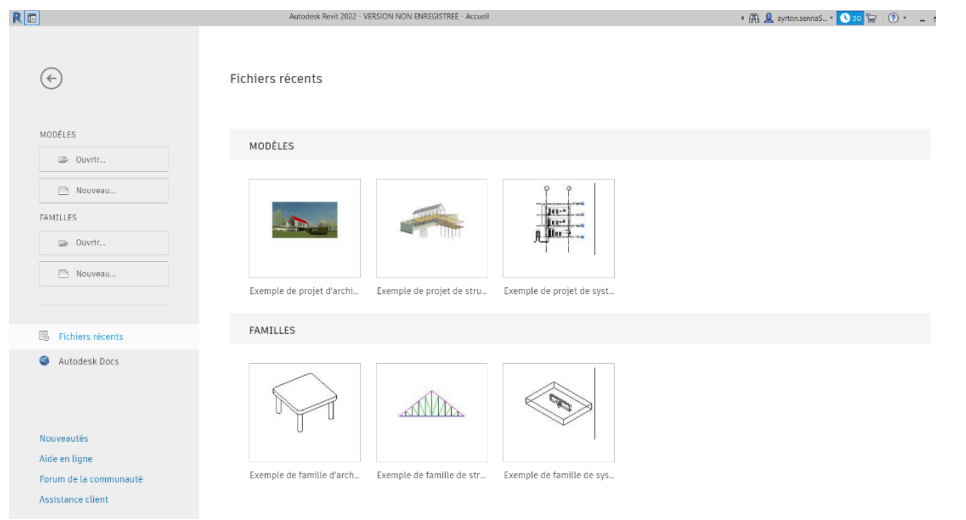 R Autodesk Revit 2022 - VERSION NON ENREGISTREE - Accueil ayrton.sennaS... 30
Fichiers récents
MODÈLES
Ouvrir...
Nouveau...
FAMILLES
Ouvrir...
Nouveau...
Fichiers récents
Autodesk Docs
Nouveautés
Aide en ligne
Forum de la communauté
Assistance client
MODÈLES
Exemple de projet d'archi... Exemple de projet de stru... Exemple de projet de syst...
FAMILLES
Exemple de famille d'arch... Exemple de famille de str... Exemple de famille de sys...